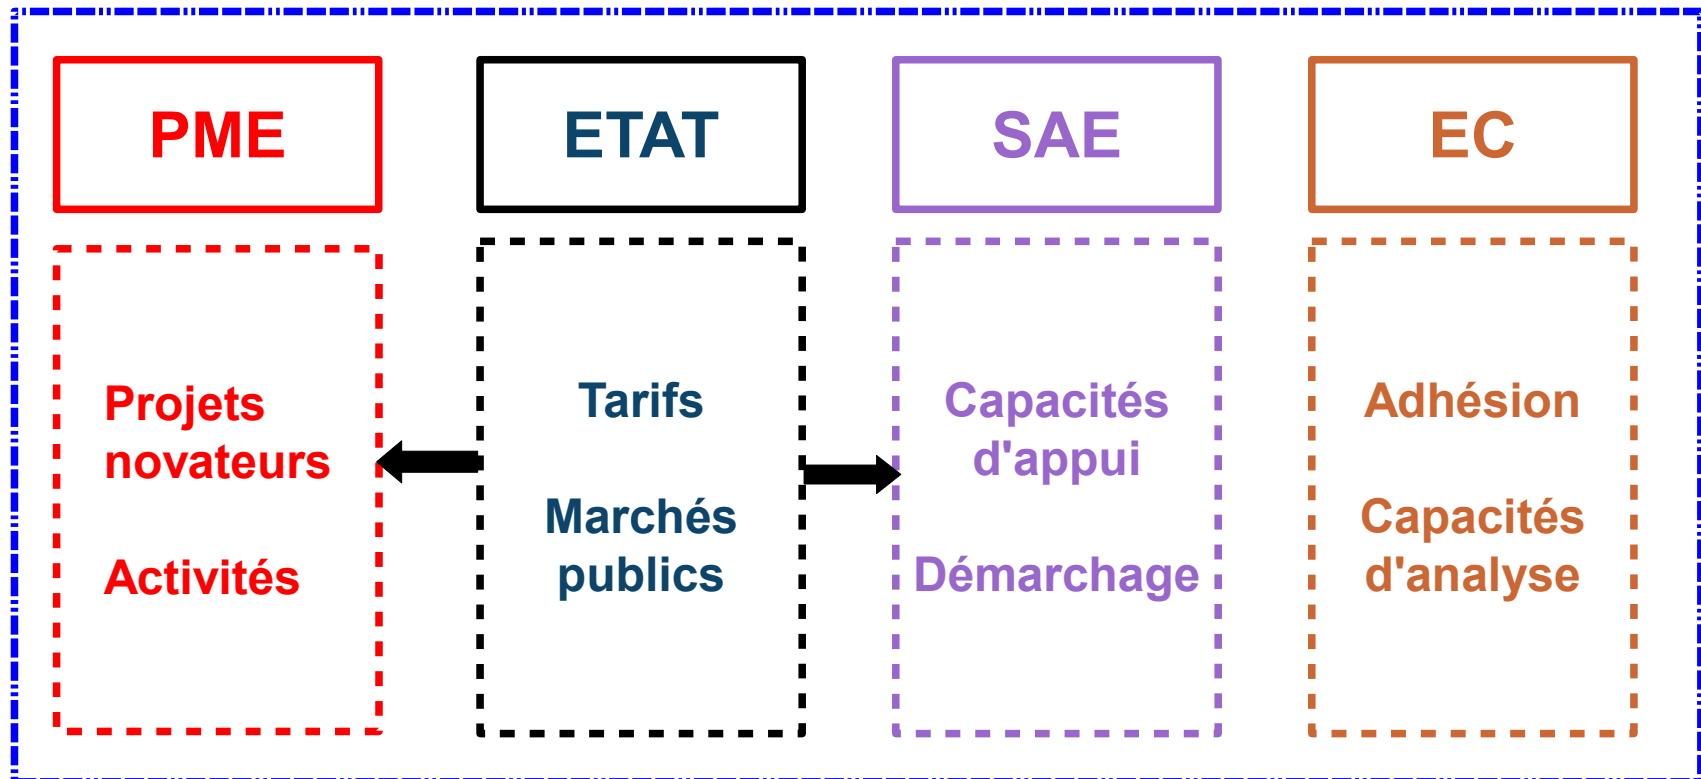 PME
ETAT
SAE
EC
Projets
novateurs
Activités
Tarifs
Marchés
publics
Capacités
d'appui
Démarchage
Adhésion
Capacités
d'analyse